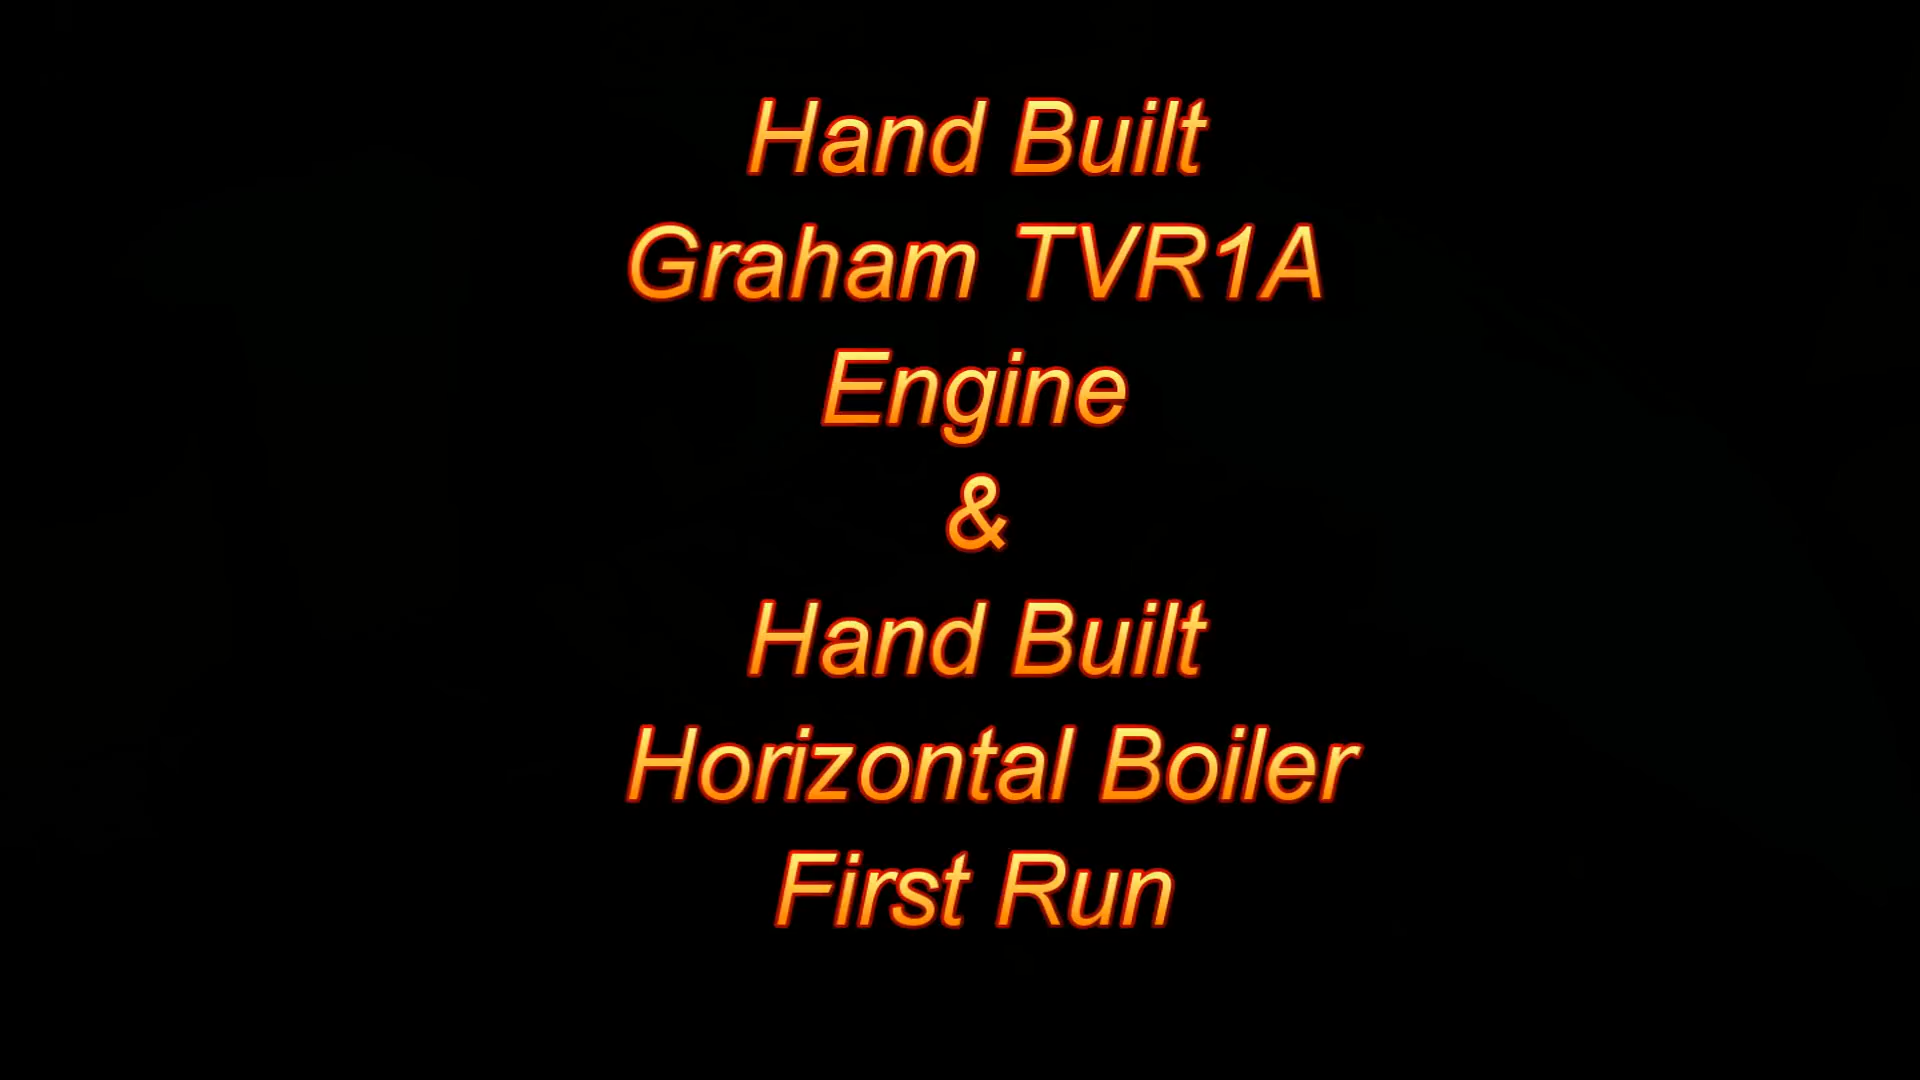 Hand Built
Graham TVR1A
Engine
&
Hand Built
Horizontal Boiler
First Run